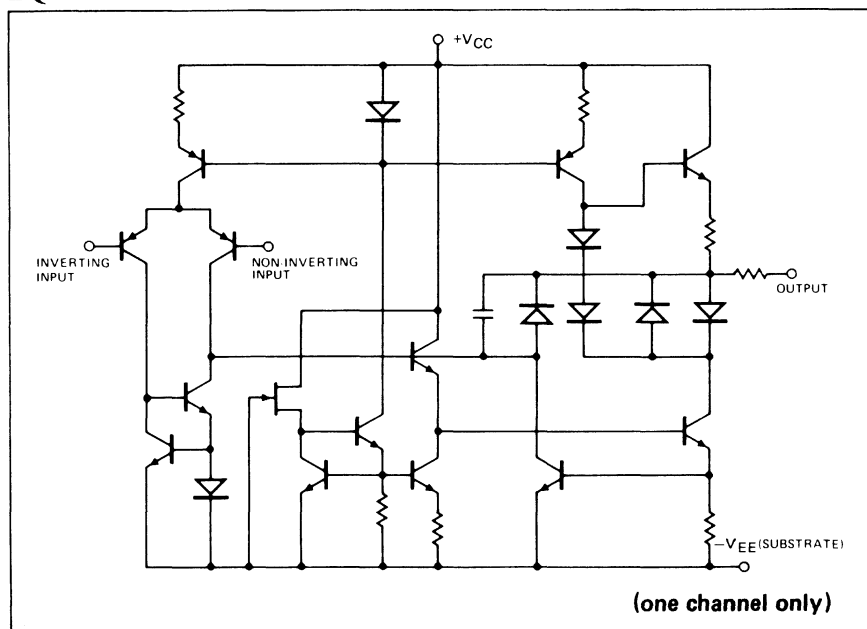 +VCC
INVERTING
INPUT
NON-INVERTING
INPUT
OUTPUT
−VEE (SUBSTRATE)
(one channel only)